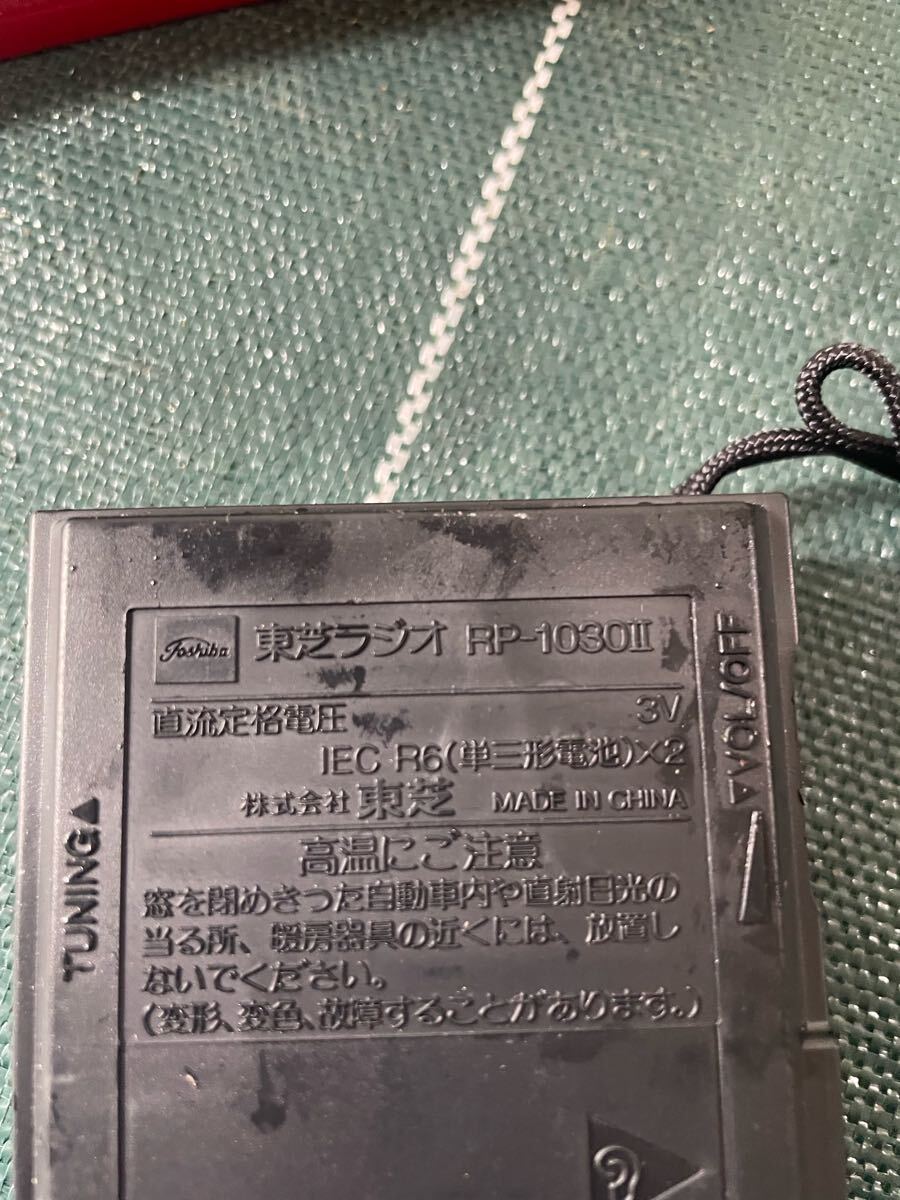 Toshiba 東芝ラジオ RP-1030II
直流定格電圧 3V
IEC R6(単三形電池)×2
株式会社 東芝 MADE IN CHINA
高温にご注意
窓を閉めきった自動車内や直射日光の
当る所、暖房器具の近くには、放置し
ないでください。
(変形、変色、故障することがあります。)
TUNING▲
▲VOL/OFF